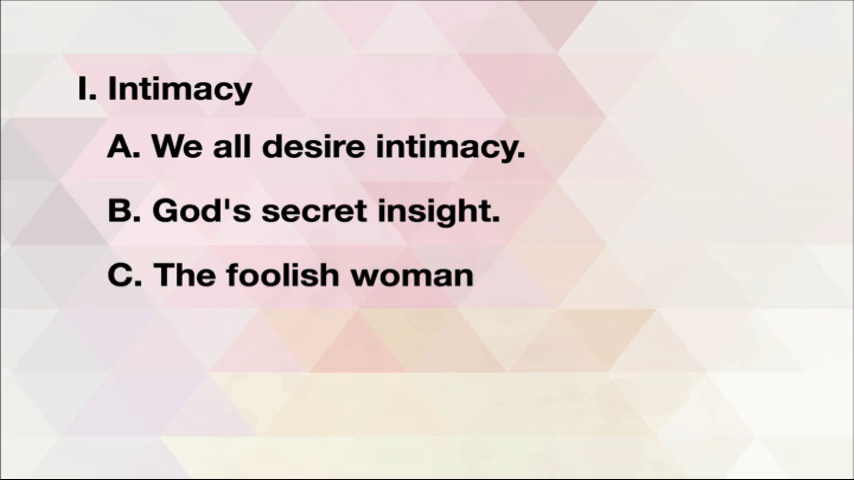 I. Intimacy
A. We all desire intimacy.
B. God's secret insight.
C. The foolish woman